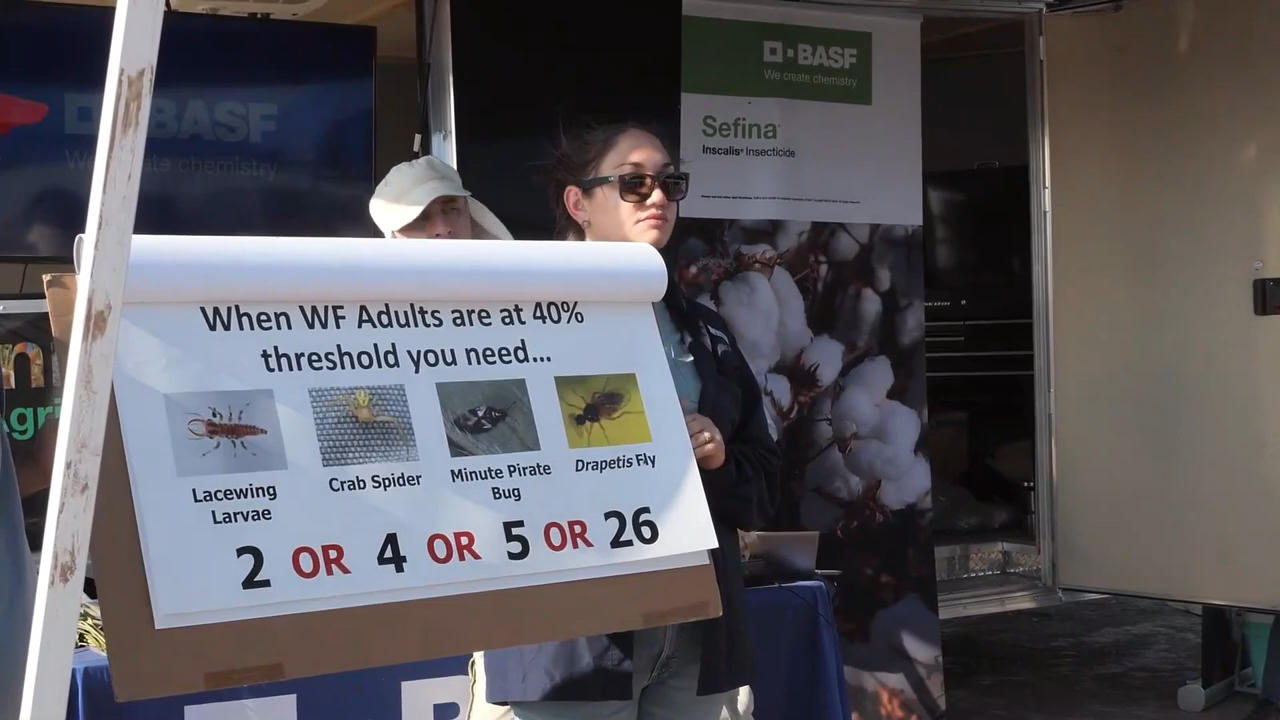 BASF
We create chemistry
BASF
We create chemistry
Sefina
Inscalis® Insecticide
When WF Adults are at 40%
threshold you need...
Lacewing
Larvae
Crab Spider
Minute Pirate
Bug
Drapetis Fly
2 OR 4 OR 5 OR 26
Agri